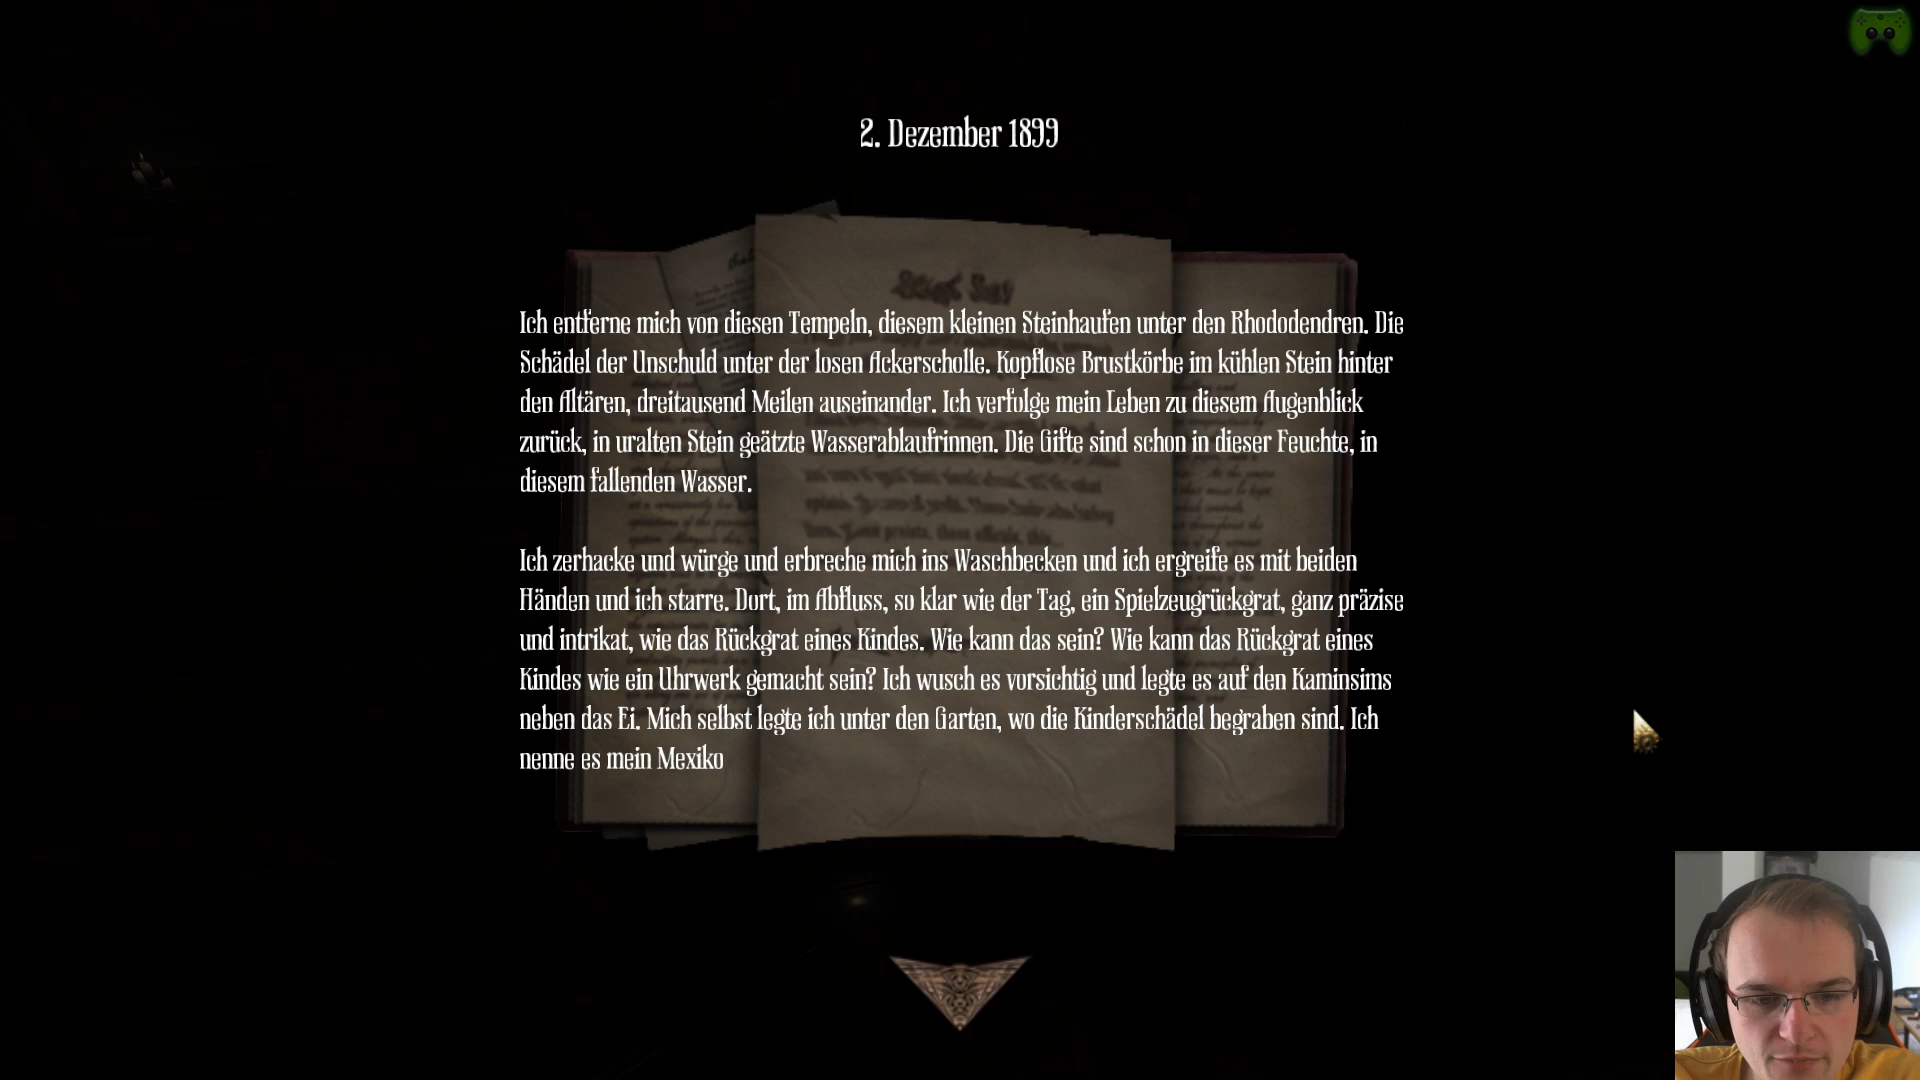 2. Dezember 1899
Ich entferne mich von diesen Tempeln, diesem kleinen Steinhaufen unter den Rhododendren. Die
Schädel der Unschuld unter der losen Ackerscholle. Kopflose Brustkörbe im kühlen Stein hinter
den Altären, dreitausend Meilen auseinander. Ich verfolge mein Leben zu diesem Augenblick
zurück, in uralten Stein geätzte Wasserablaufrinnen. Die Gifte sind schon in dieser Feuchte, in
diesem fallenden Wasser.
Ich zerhacke und würge und erbreche mich ins Waschbecken und ich ergreife es mit beiden
Händen und ich starre. Dort, im Abfluss, so klar wie der Tag, ein Spielzeugrückgrat, ganz präzise
und intrikat, wie das Rückgrat eines Kindes. Wie kann das sein? Wie kann das Rückgrat eines
Kindes wie ein Uhrwerk gemacht sein? Ich wusch es vorsichtig und legte es auf den Kaminsims
neben das Ei. Mich selbst legte ich unter den Garten, wo die Kinderschädel begraben sind. Ich
nenne es mein Mexiko